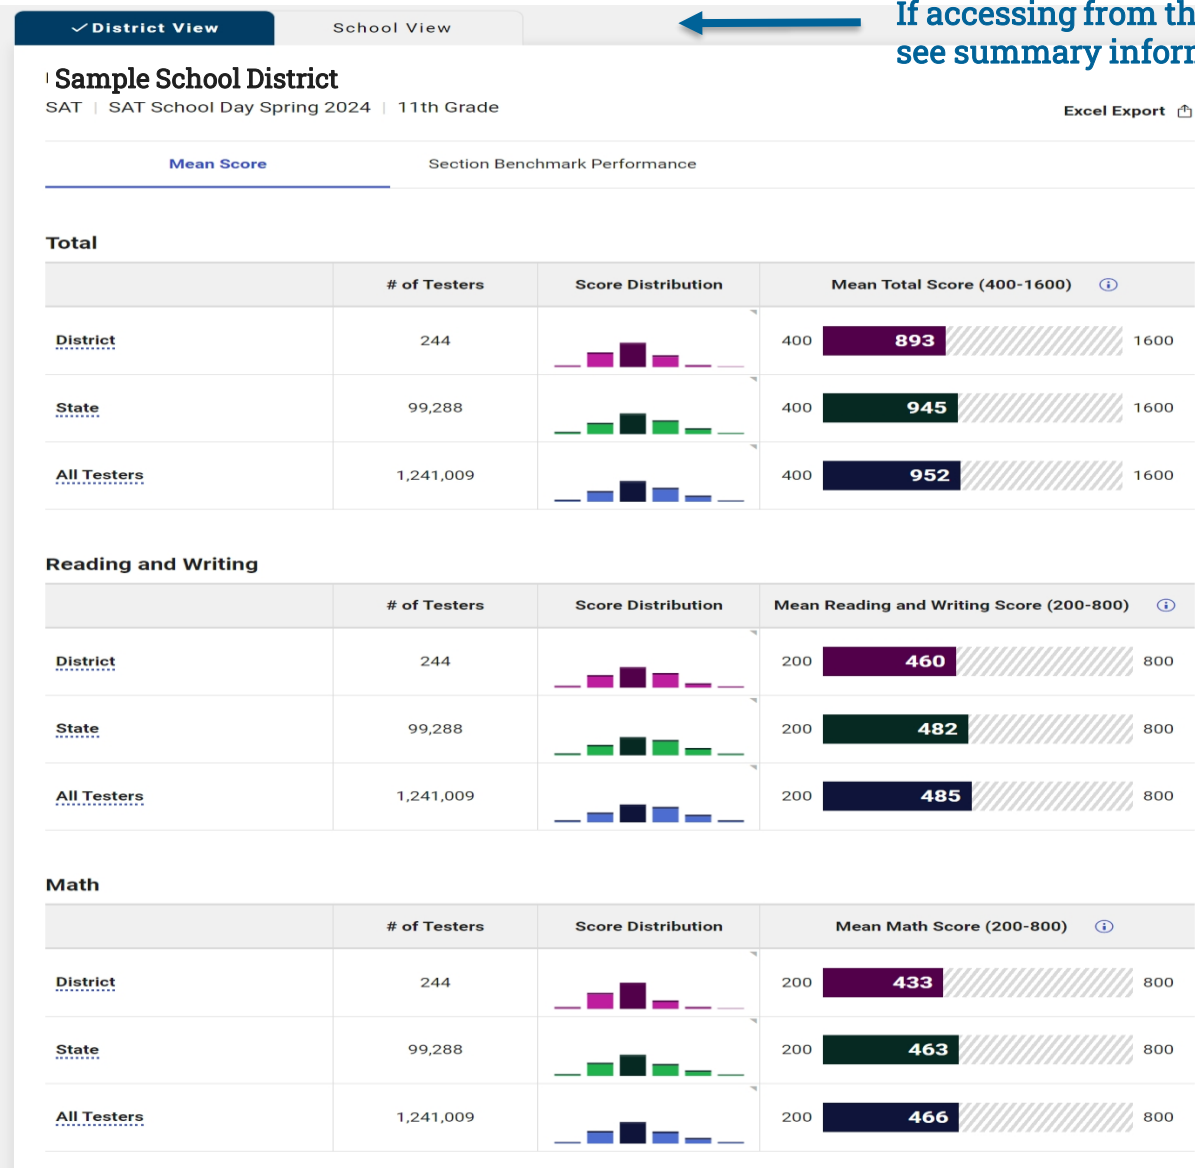 District View School View
If accessing from
see summary
Sample School District
SAT | SAT School Day Spring 2024 | 11th Grade
Excel Export
Mean Score Section Benchmark Performance
Total
# of Testers Score Distribution Mean Total Score (400-1600)
District 244 400 893 1600
State 99,288 400 945 1600
All Testers 1,241,009 400 952 1600
Reading and Writing
# of Testers Score Distribution Mean Reading and Writing Score (200-800)
District 244 200 460 800
State 99,288 200 482 800
All Testers 1,241,009 200 485 800
Math
# of Testers Score Distribution Mean Math Score (200-800)
District 244 200 433 800
State 99,288 200 463 800
All Testers 1,241,009 200 466 800